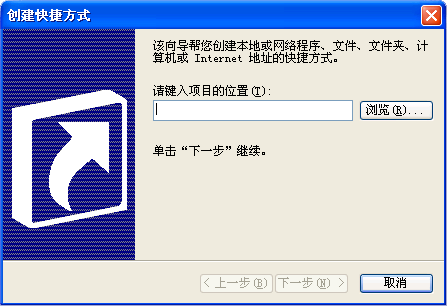 创建快捷方式
该向导帮您创建本地或网络程序、文件、文件夹、计
算机或 Internet 地址的快捷方式。
请键入项目的位置(T):
浏览(R)...
单击“下一步”继续。
< 上一步(B) 下一步(N) > 取消